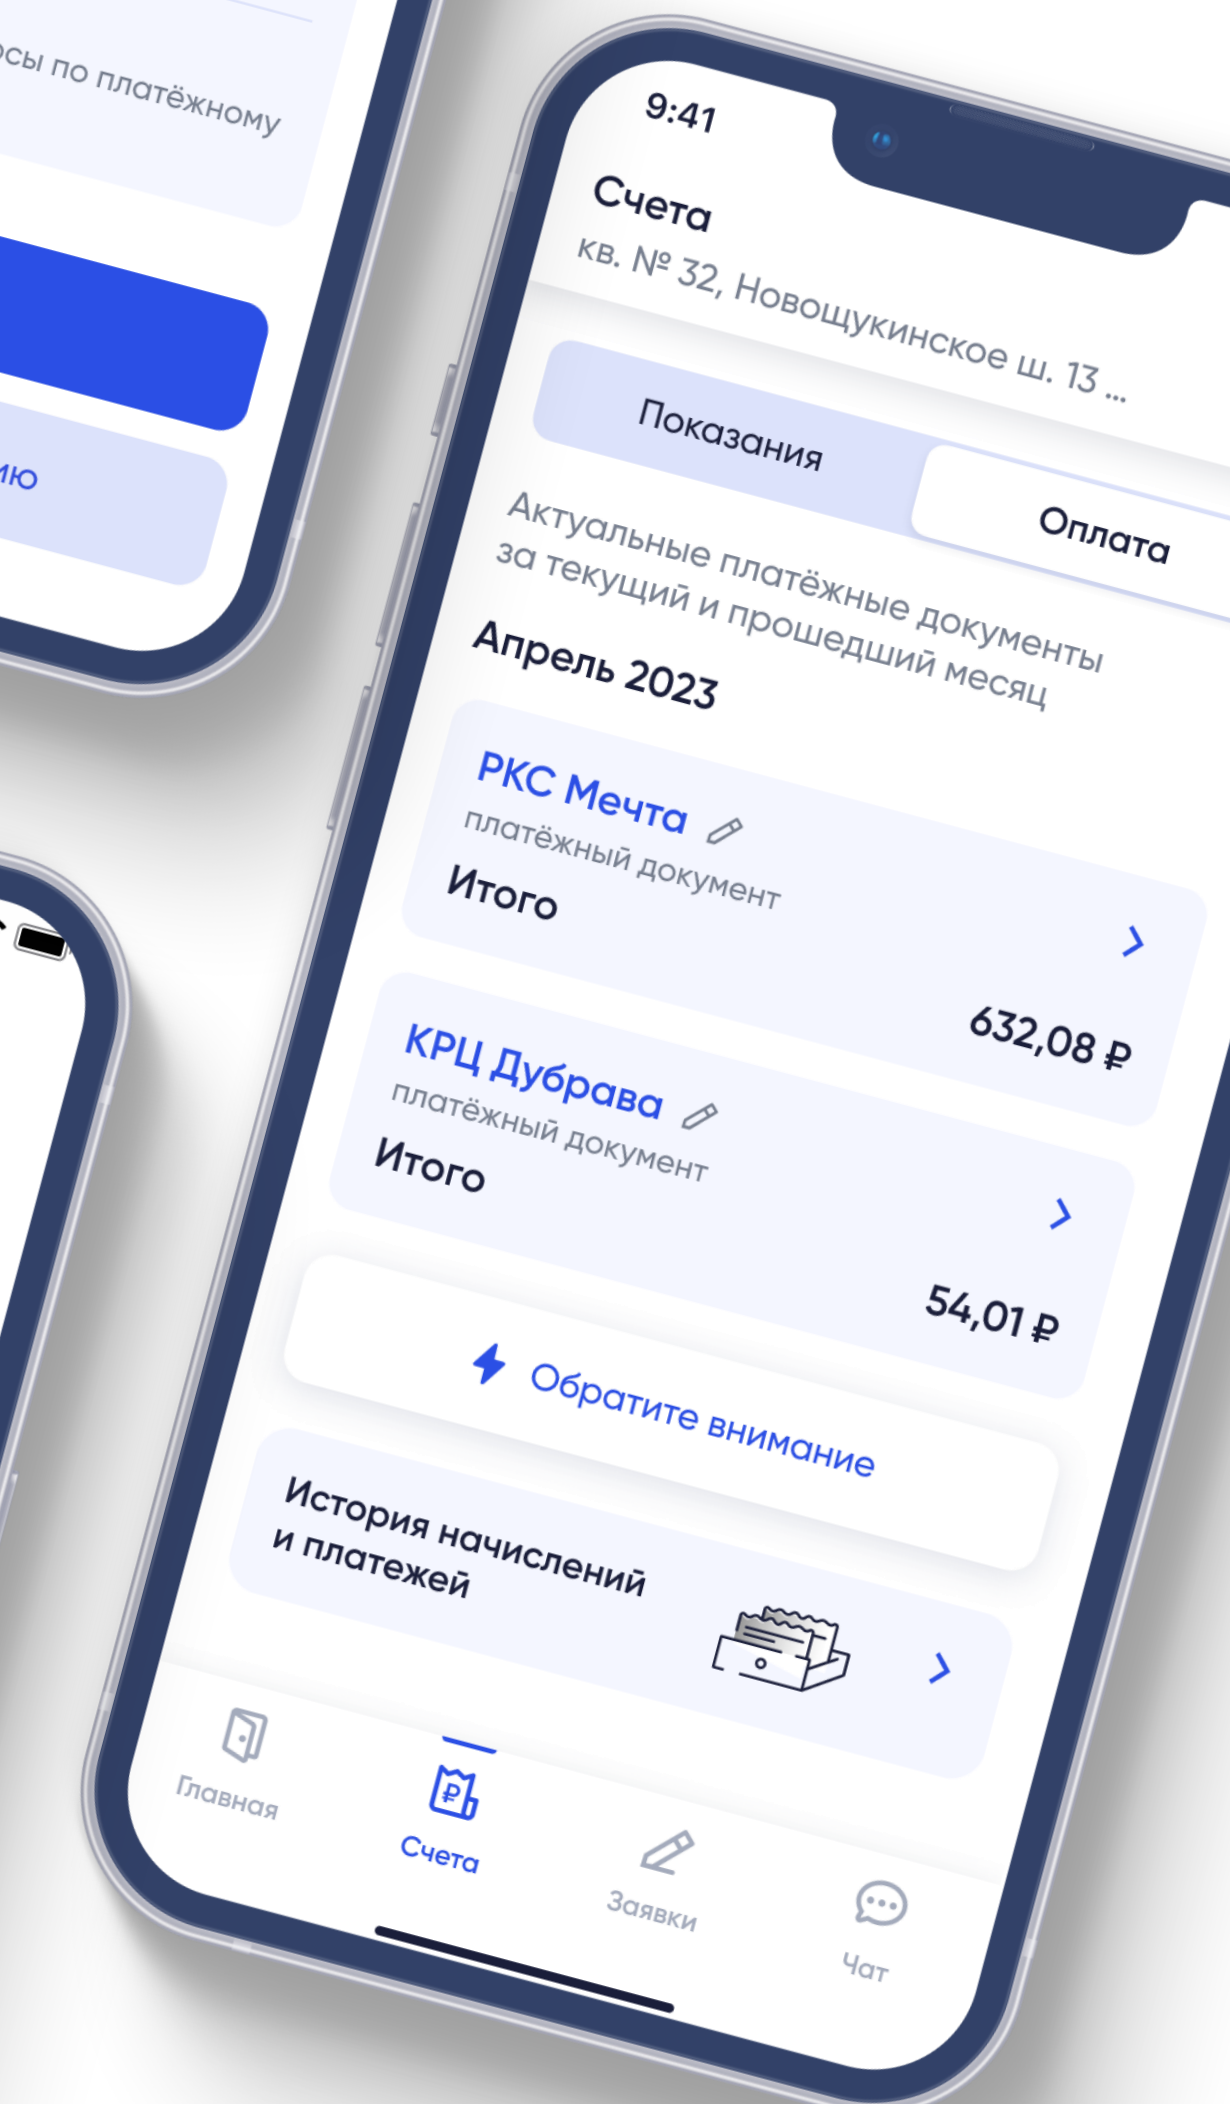 по платёжному
9:41
Счета
кв. № 32, Новощукинское ш. 13 ...
Показания
Оплата
Актуальные платёжные документы
за текущий и прошедший месяц
Апрель 2023
РКС Мечта
платёжный документ
Итого
632,08 ₽
КРЦ Дубрава
платёжный документ
Итого
54,01 ₽
Обратите внимание
История начислений
и платежей
₽
Главная
Счета
Заявки
Чат